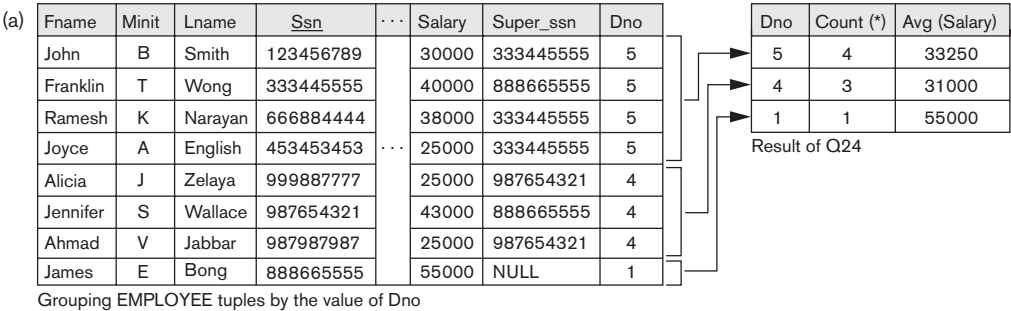 (a)
Fname Minit Lname Ssn · · · Salary Super_ssn Dno
John B Smith 123456789 30000 333445555 5
Franklin T Wong 333445555 40000 888665555 5
Ramesh K Narayan 666884444 38000 333445555 5
Joyce A English 453453453 · · · 25000 333445555 5
Alicia J Zelaya 999887777 25000 987654321 4
Jennifer S Wallace 987654321 43000 888665555 4
Ahmad V Jabbar 987987987 25000 987654321 4
James E Bong 888665555 55000 NULL 1
Grouping EMPLOYEE tuples by the value of Dno
Dno Count (*) Avg (Salary)
5 4 33250
4 3 31000
1 1 55000
Result of Q24